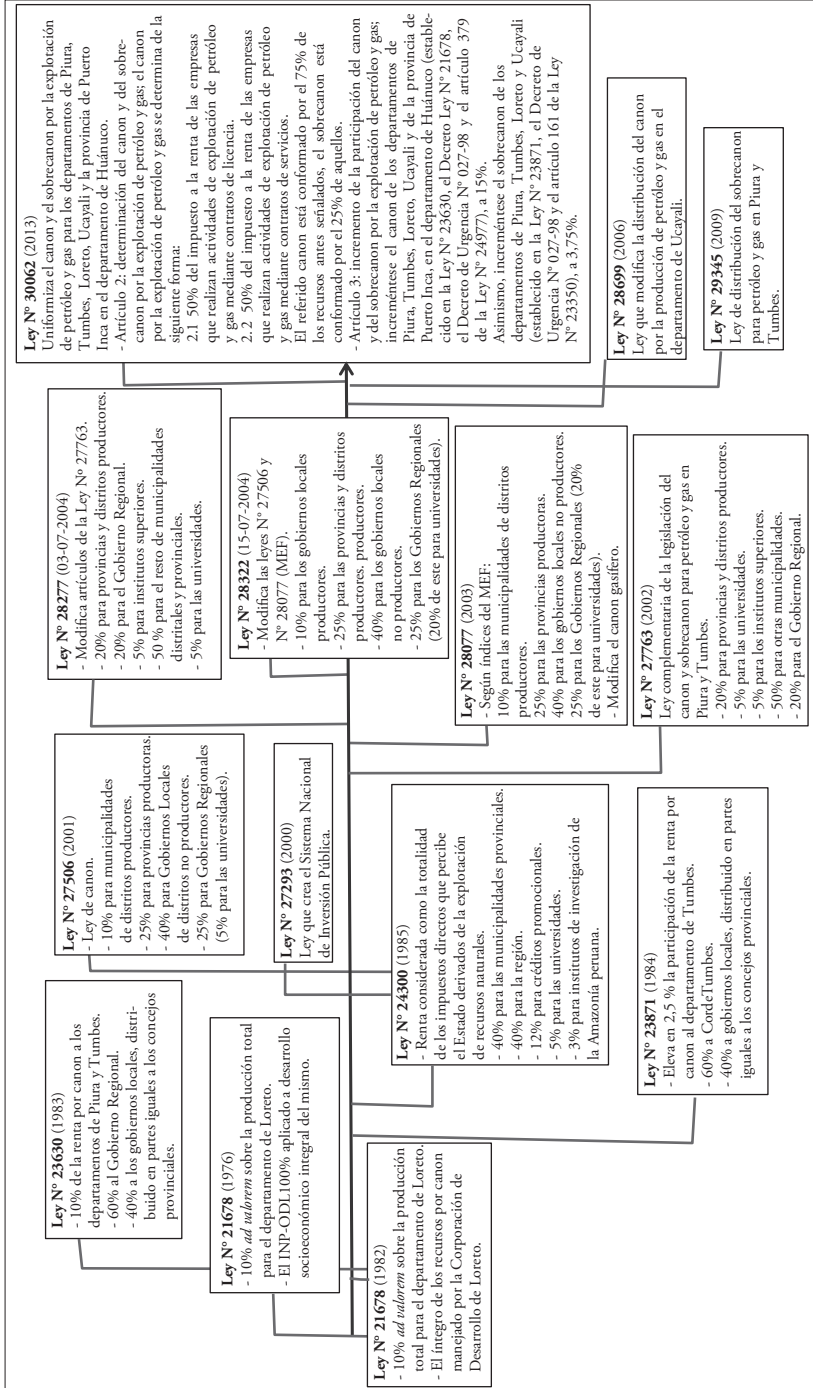 Ley N° 23630 (1983)
- 10% de la renta por canon a los
departamentos de Piura y Tumbes.
- 60% al Gobierno Regional.
- 40% a los gobiernos locales, distri-
buido en partes iguales a los concejos
provinciales.
Ley N° 21678 (1976)
- 10% ad valorem sobre la producción total
para el departamento de Loreto.
- El INP-ODL100% aplicado a desarrollo
socioeconómico integral del mismo.
Ley N° 21678 (1982)
- 10% ad valorem sobre la producción
total para el departamento de Loreto.
- El íntegro de los recursos por canon
manejado por la Corporación de
Desarrollo de Loreto.
Ley N° 27506 (2001)
- Ley de canon.
- 10% para municipalidades
de distritos productores.
- 25% para provincias productoras.
- 40% para Gobiernos Locales
de distritos no productores.
- 25% para Gobiernos Regionales
(5% para las universidades).
Ley N° 27293 (2000)
Ley que crea el Sistema Nacional
de Inversión Pública.
Ley N° 24300 (1985)
- Renta considerada como la totalidad
de los impuestos directos que percibe
el Estado derivados de la explotación
de recursos naturales.
- 40% para las municipalidades provinciales.
- 40% para la región.
- 12% para créditos promocionales.
- 5% para las universidades.
- 3% para institutos de investigación de
la Amazonía peruana.
Ley N° 23871 (1984)
- Eleva en 2,5 % la participación de la renta por
canon al departamento de Tumbes.
- 60% a CordeTumbes.
- 40% a gobiernos locales, distribuido en partes
iguales a los concejos provinciales.
Ley N° 28277 (03-07-2004)
- Modifica artículos de la Ley Nº 27763.
- 20% para provincias y distritos productores.
- 20% para el Gobierno Regional.
5% para institutos superiores.
- 50 % para el resto de municipalidades
distritales y provinciales.
- 5% para las universidades.
Ley N° 28322 (15-07-2004)
- Modifica las leyes N° 27506 y
N° 28077 (MEF).
- 10% para los gobiernos locales
productores.
- 25% para las provincias y distritos
productores. productores.
- 40% para los gobiernos locales
no productores.
- 25% para los Gobiernos Regionales
(20% de este para universidades).
Ley N° 28077 (2003)
- Según índices del MEF:
10% para las municipalidades de distritos
productores.
25% para las provincias productoras.
40% para los gobiernos locales no productores.
25% para los Gobiernos Regionales (20%
de este para universidades).
- Modifica el canon gasífero.
Ley N° 27763 (2002)
Ley complementaria de la legislación del
canon y sobrecanon para petróleo y gas en
Piura y Tumbes.
- 20% para provincias y distritos productores.
- 5% para las universidades.
- 5% para los institutos superiores.
- 50% para otras municipalidades.
- 20% para el Gobierno Regional.
Ley N° 30062 (2013)
Uniformiza el canon y el sobrecanon por la explotación
de petróleo y gas para los departamentos de Piura,
Tumbes, Loreto, Ucayali y la provincia de Puerto
Inca en el departamento de Huánuco.
- Artículo 2: determinación del canon y del sobre-
canon por la explotación de petróleo y gas; el canon
por la explotación de petróleo y gas se determina de la
siguiente forma:
2.1 50% del impuesto a la renta de las empresas
que realizan actividades de explotación de petróleo
y gas mediante contratos de licencia.
2.2 50% del impuesto a la renta de las empresas
que realizan actividades de explotación de petróleo
y gas mediante contratos de servicios.
El referido canon está conformado por el 75% de
los recursos antes señalados, el sobrecanon está
conformado por el 25% de aquellos.
- Artículo 3: incremento de la participación del canon
y del sobrecanon por la explotación de petróleo y gas;
increméntese el canon de los departamentos de
Piura, Tumbes, Loreto, Ucayali y de la provincia de
Puerto Inca, en el departamento de Huánuco (estable-
cido en la Ley N° 23630, el Decreto Ley N° 21678,
el Decreto de Urgencia N° 027-98 y el artículo 379
de la Ley N° 24977), a 15%.
Asimismo, increméntese el sobrecanon de los
departamentos de Piura, Tumbes, Loreto y Ucayali
(establecido en la Ley N° 23871, el Decreto de
Urgencia N° 027-98 y el artículo 161 de la Ley
N° 23350), a 3,75%.
Ley N° 28699 (2006)
Ley que modifica la distribución del canon
por la producción de petróleo y gas en el
departamento de Ucayali.
Ley N° 29345 (2009)
Ley de distribución del sobrecanon
para petróleo y gas en Piura y
Tumbes.